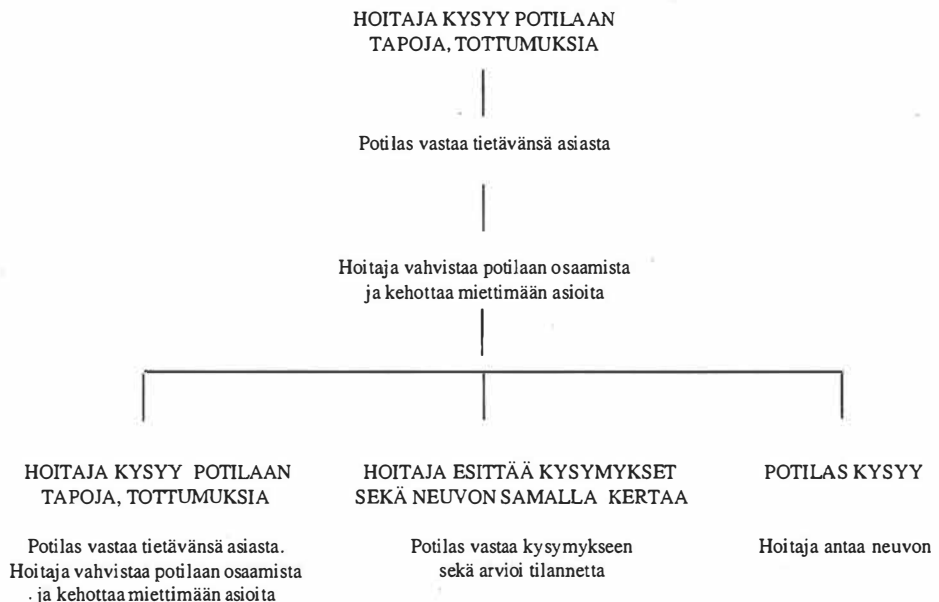 HOITAJA KYSYY POTILAAN
TAPOJA, TOTTUMUKSIA
Potilas vastaa tietävänsä asiasta
Hoitaja vahvistaa potilaan osaamista
ja kehottaa miettimään asioita
HOITAJA KYSYY POTILAAN
TAPOJA, TOTTUMUKSIA
Potilas vastaa tietävänsä asiasta.
Hoitaja vahvistaa potilaan osaamista
ja kehottaa miettimään asioita
HOITAJA ESITTÄÄ KYSYMYKSET
SEKÄ NEUVON SAMALLA KERTAA
Potilas vastaa kysymykseen
sekä arvioi tilannetta
POTILAS KYSYY
Hoitaja antaa neuvon